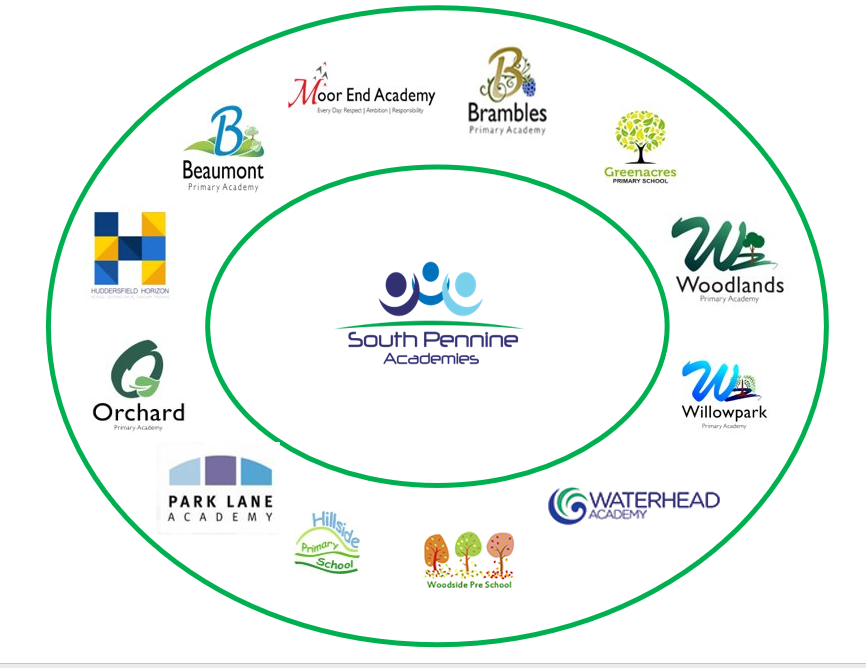 Moor End Academy
Every Day: Respect | Ambition | Responsibility
B
Brambles
Primary Academy
B
Beaumont
Primary Academy
Greenacres
PRIMARY SCHOOL
H
HUDDERSFIELD HORIZON
W
Woodlands
Primary Academy
South Pennine
Academies
O
Orchard
Primary Academy
W
Willowpark
Primary Academy
PARK LANE
ACADEMY
WATERHEAD
ACADEMY
Hillside
Primary
School
Woodside Pre School